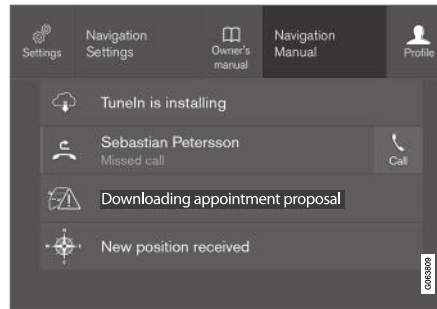 Settings
Navigation
Settings
Owner's
manual
Navigation
Manual
Profile
TuneIn is installing
Sebastian Petersson
Missed call
Call
Downloading appointment proposal
New position received
G063809